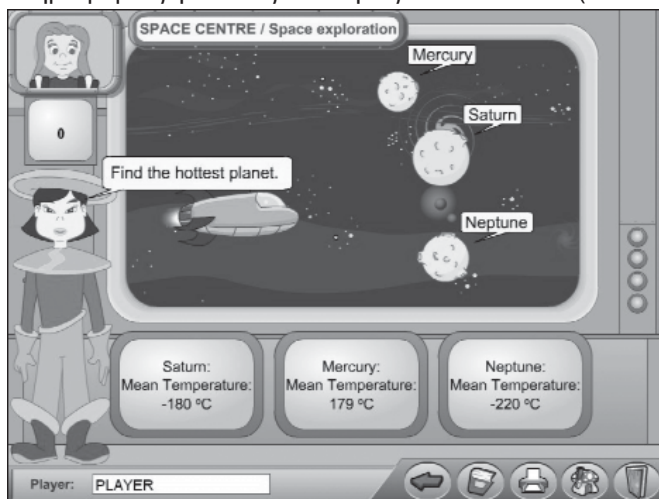 SPACE CENTRE / Space exploration
Mercury
Saturn
0
Find the hottest planet.
Neptune
Saturn:
Mean Temperature:
-180 ºC
Mercury:
Mean Temperature:
179 ºC
Neptune:
Mean Temperature:
-220 ºC
Player: PLAYER